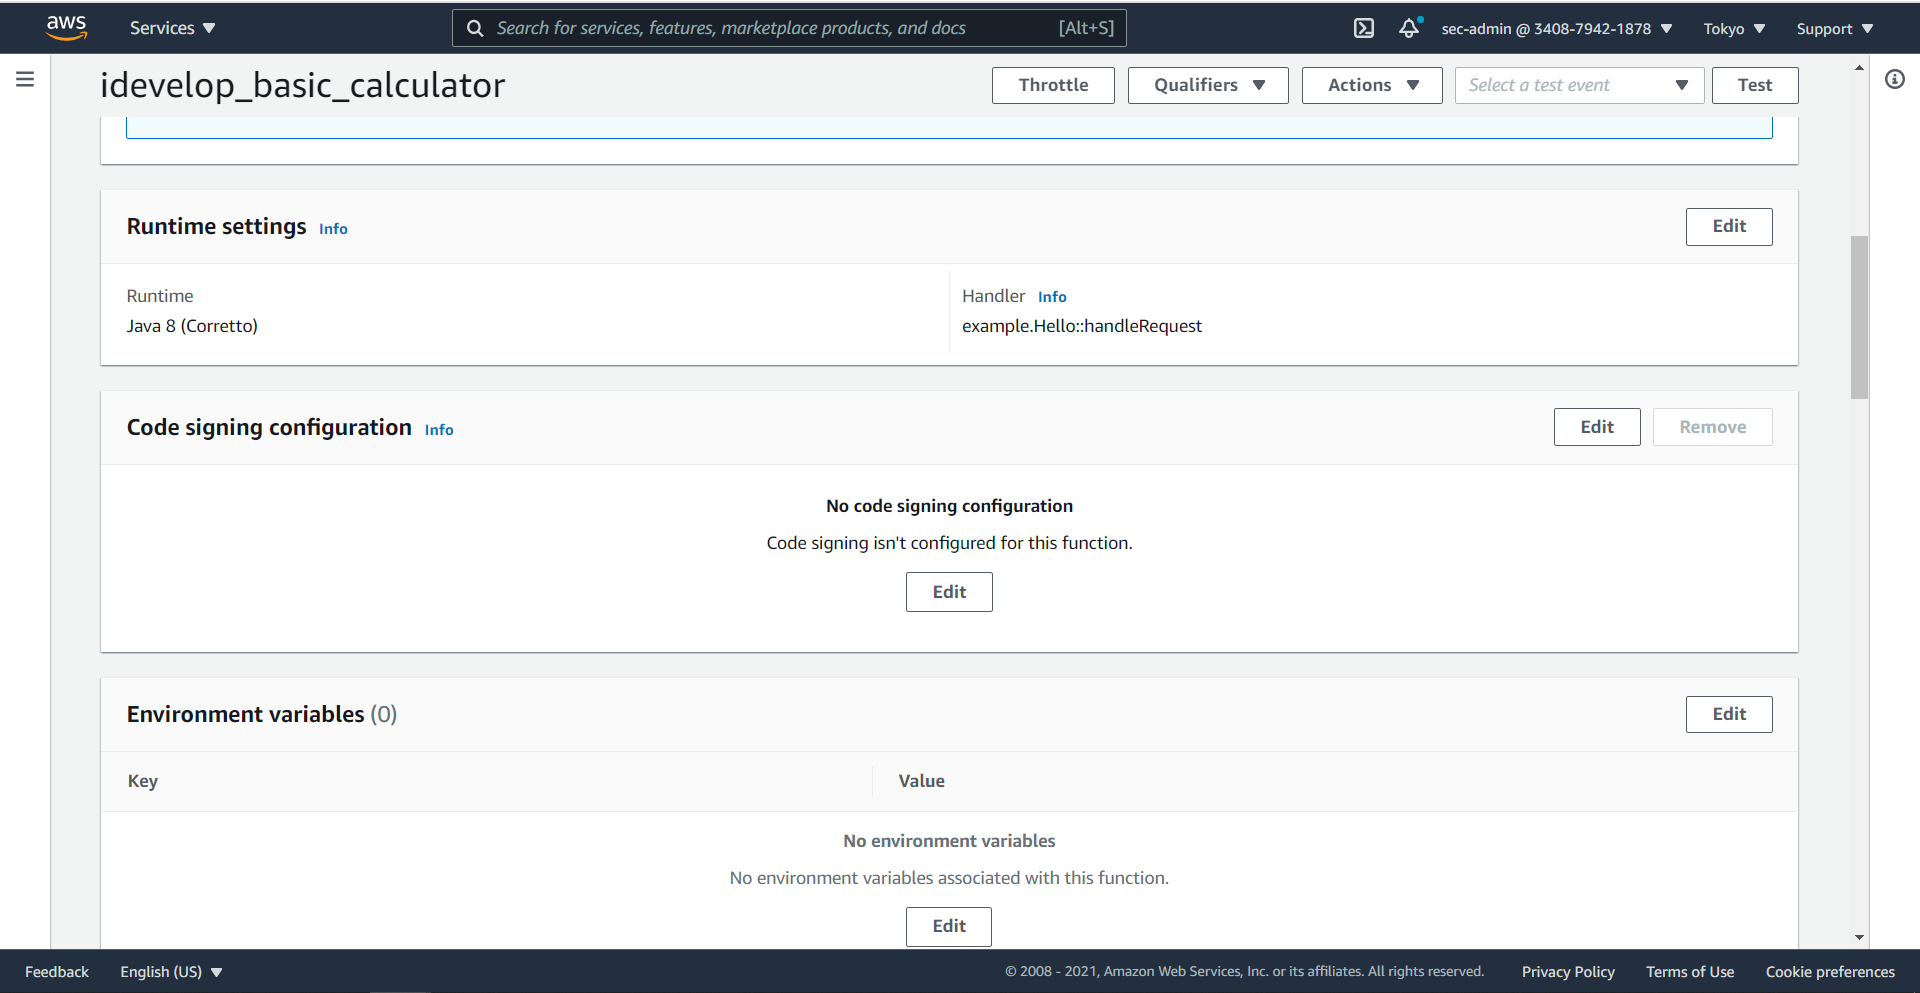 aws Services Search for services, features, marketplace products, and docs [Alt+S] sec-admin @ 3408-7942-1878 Tokyo Support
idevelop_basic_calculator Throttle Qualifiers Actions Select a test event Test
Runtime settings Info Edit
Runtime Handler Info
Java 8 (Corretto) example.Hello::handleRequest
Code signing configuration Info Edit Remove
No code signing configuration
Code signing isn't configured for this function.
Edit
Environment variables (0) Edit
Key Value
No environment variables
No environment variables associated with this function.
Edit
Feedback English (US) © 2008 - 2021, Amazon Web Services, Inc. or its affiliates. All rights reserved. Privacy Policy Terms of Use Cookie preferences